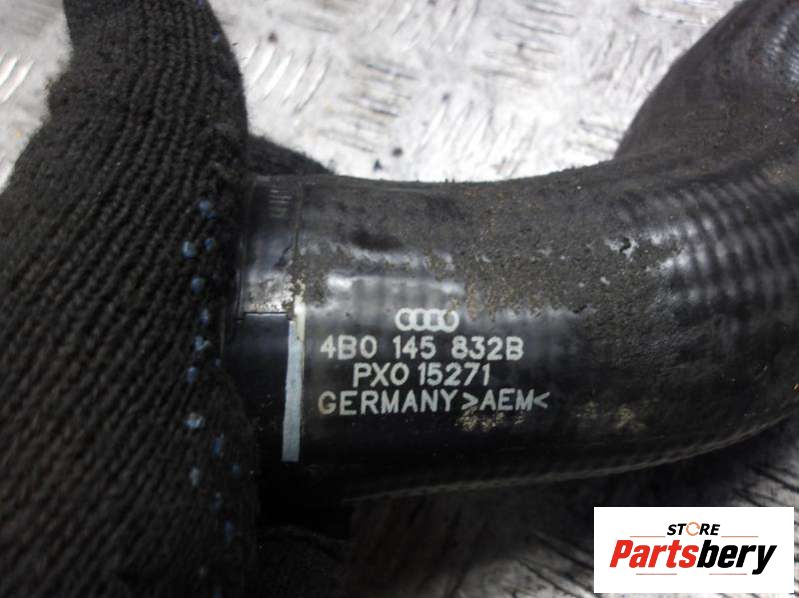 4B0 145 832B
PXO 15271
GERMANY >AEM<
STORE
Partsbery